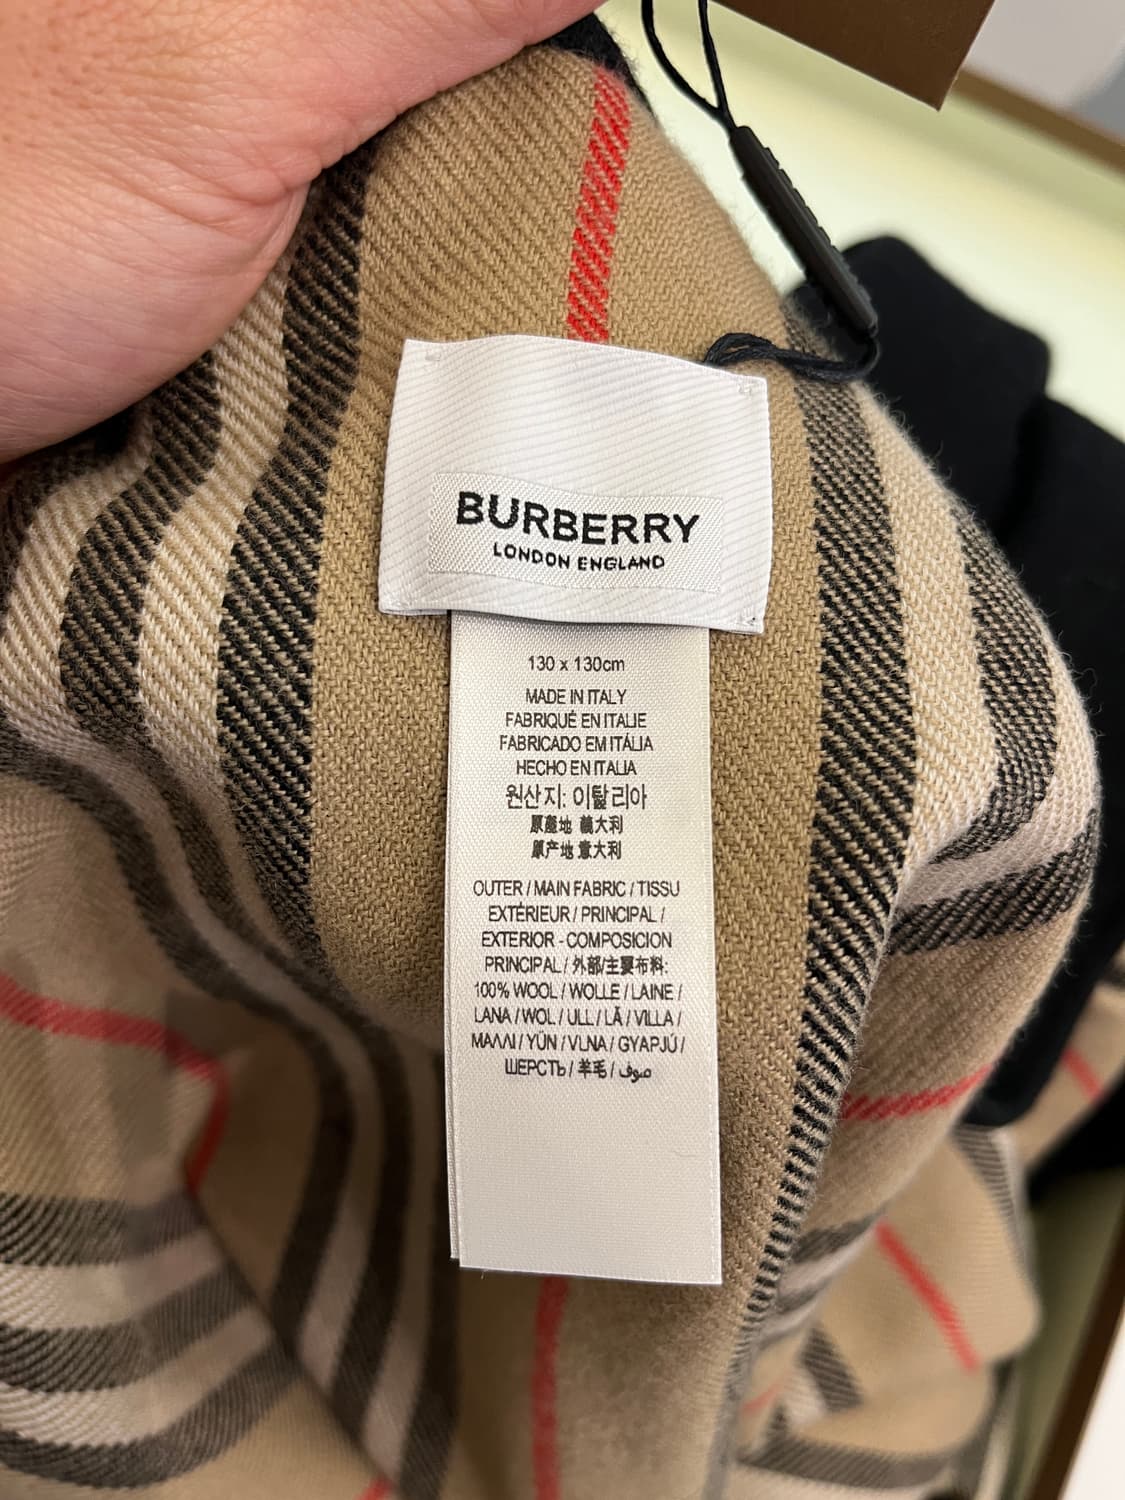 BURBERRY
LONDON ENGLAND
130 x 130cm
MADE IN ITALY
FABRIQUÉ EN ITALIE
FABRICADO EM ITÁLIA
HECHO EN ITALIA
원산지: 이탈리아
原產地 義大利
原产地 意大利
OUTER / MAIN FABRIC / TISSU
EXTÉRIEUR / PRINCIPAL /
EXTERIOR - COMPOSICION
PRINCIPAL / 外部/主要布料:
100% WOOL / WOLLE / LAINE /
LANA / WOL / ULL / LÃ / VILLA /
ΜΑΛΛΙ / YÜN / VLNA / GYAPJÚ /
ШЕРСТЬ / 羊毛 / صوف